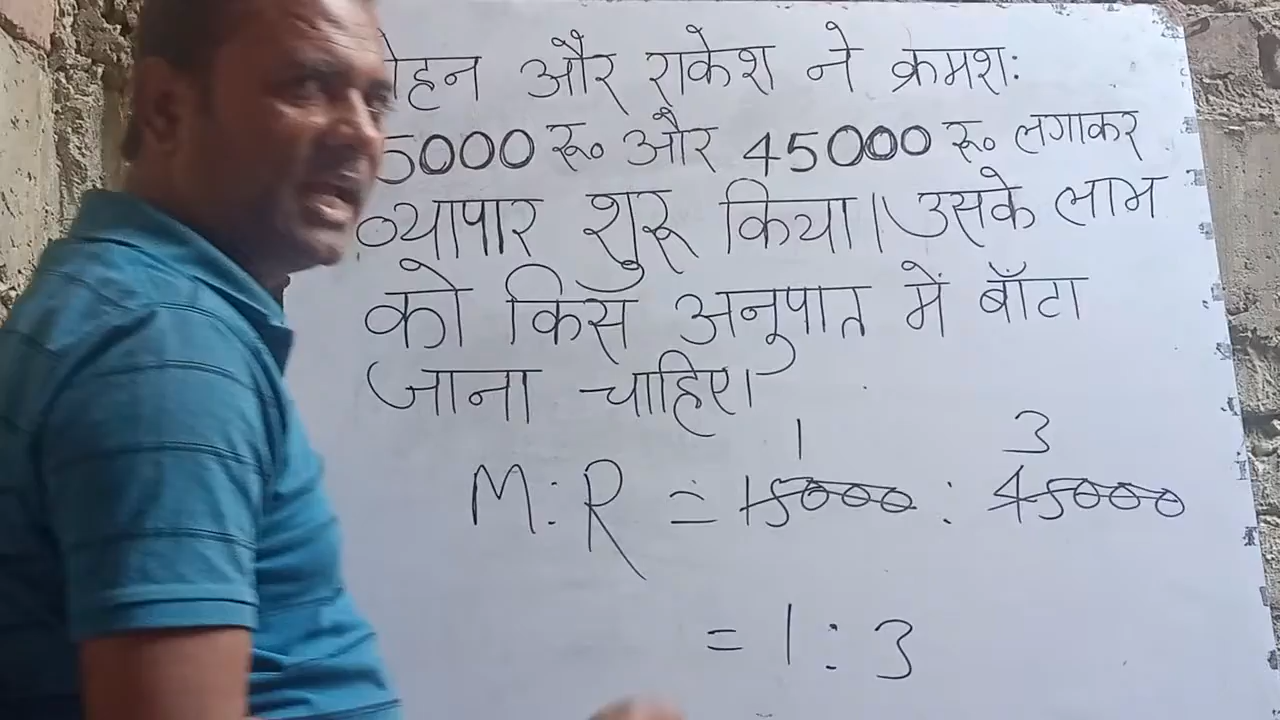 ोहन और राकेश ने क्रमशः
5000 रू० और 45000 रू० लगाकर
व्यापार शुरू किया। उसके लाभ
को किस अनुपात में बाँटा
जाना चाहिए।
1 3
M:R = 15000 : 45000
= 1 : 3